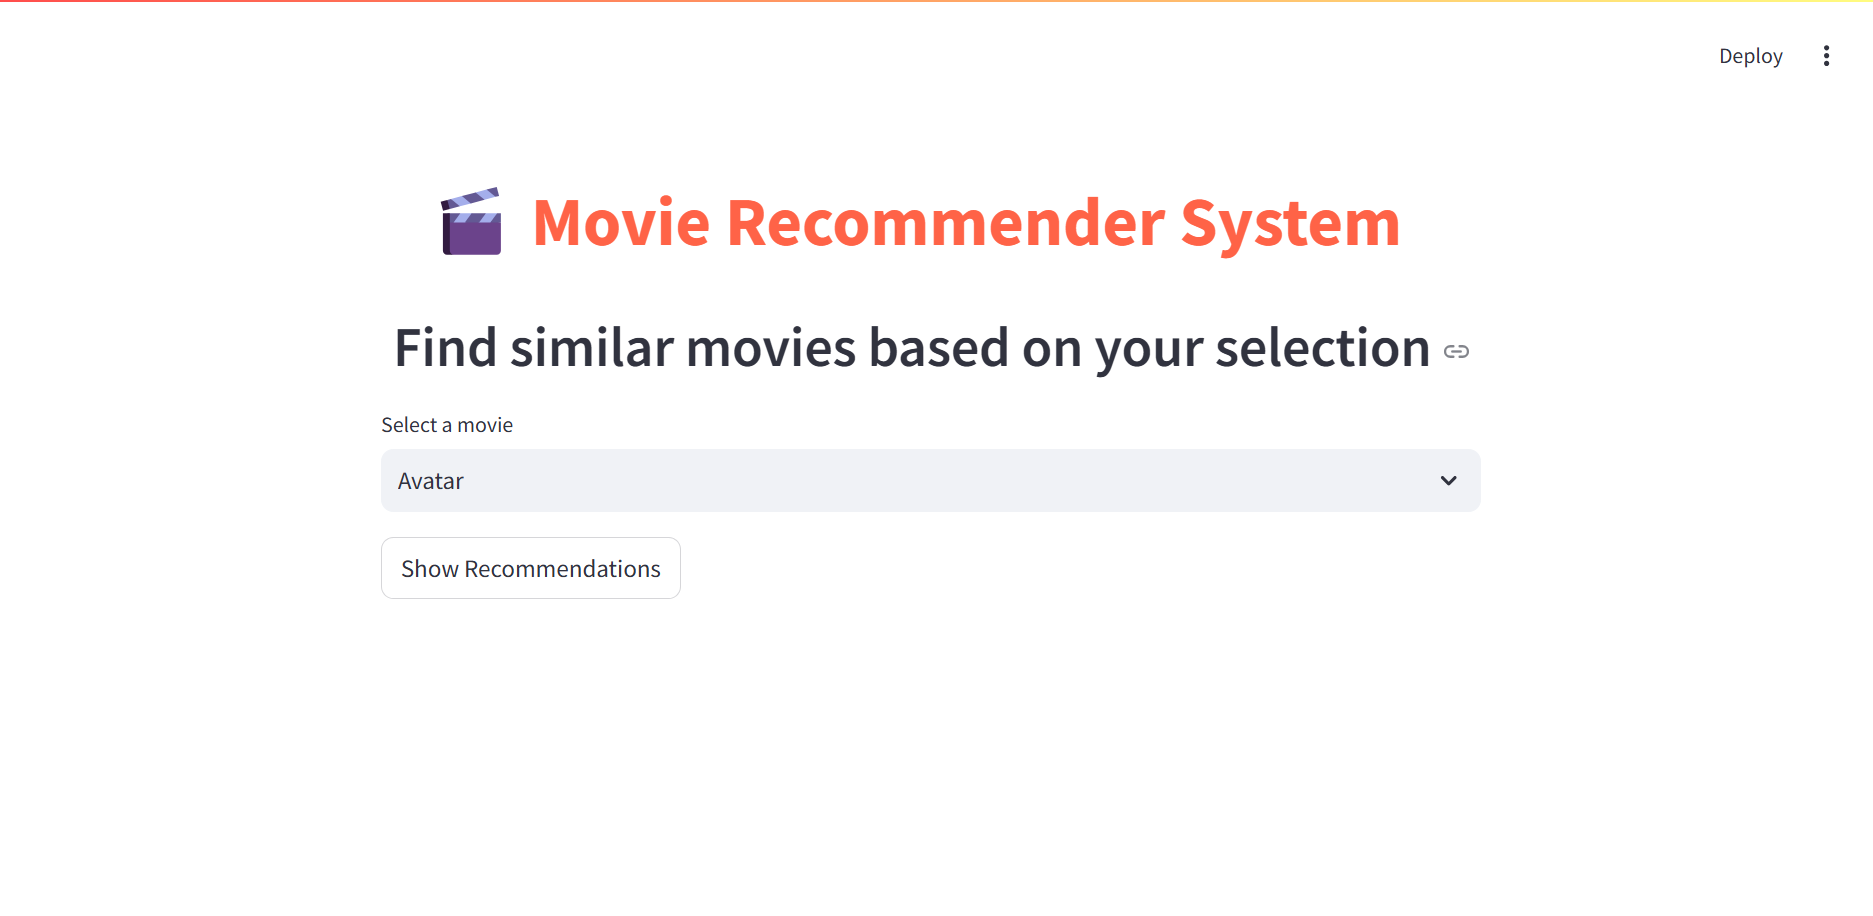 Deploy
Movie Recommender System
Find similar movies based on your selection
Select a movie
Avatar
Show Recommendations